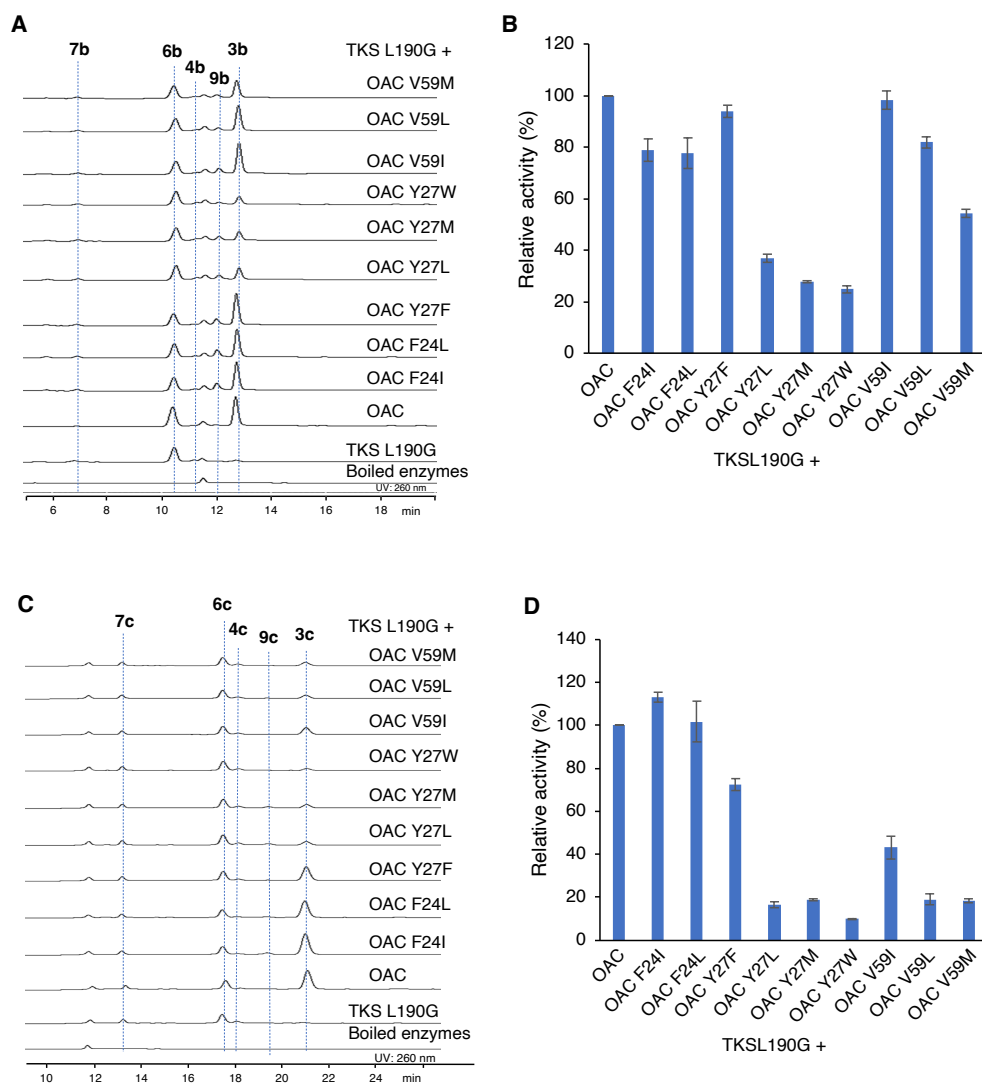 A
7b
6b
4b
9b
3b
TKS L190G +
OAC V59M
OAC V59L
OAC V59I
OAC Y27W
OAC Y27M
OAC Y27L
OAC Y27F
OAC F24L
OAC F24I
OAC
TKS L190G
Boiled enzymes
UV: 260 nm
6 8 10 12 14 16 18 min
B
120
100
80
60
40
20
0
Relative activity (%)
OAC
OAC F24I
OAC F24L
OAC Y27F
OAC Y27L
OAC Y27M
OAC Y27W
OAC V59I
OAC V59L
OAC V59M
TKSL190G +
C
7c
6c
4c
9c
3c
TKS L190G +
OAC V59M
OAC V59L
OAC V59I
OAC Y27W
OAC Y27M
OAC Y27L
OAC Y27F
OAC F24L
OAC F24I
OAC
TKS L190G
Boiled enzymes
UV: 260 nm
10 12 14 16 18 20 22 24 min
D
140
120
100
80
60
40
20
0
Relative activity (%)
OAC
OAC F24I
OAC F24L
OAC Y27F
OAC Y27L
OAC Y27M
OAC Y27W
OAC V59I
OAC V59L
OAC V59M
TKSL190G +